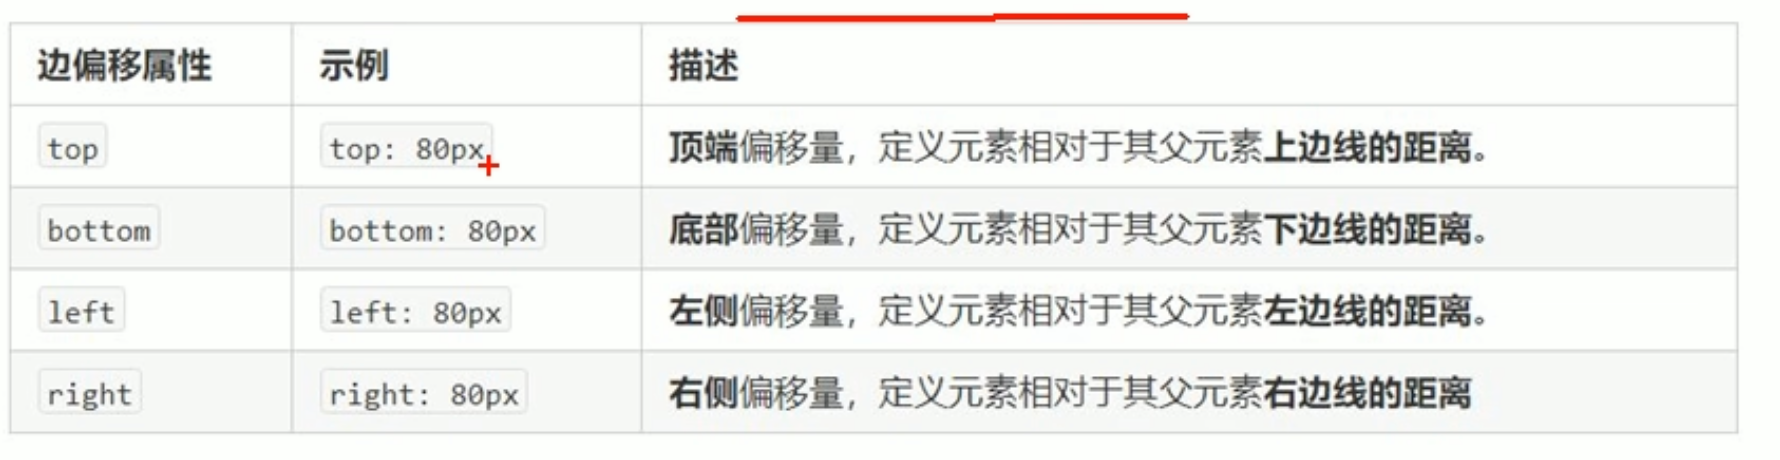 边偏移属性 示例 描述
top top: 80px 顶端偏移量，定义元素相对于其父元素上边线的距离。
bottom bottom: 80px 底部偏移量，定义元素相对于其父元素下边线的距离。
left left: 80px 左侧偏移量，定义元素相对于其父元素左边线的距离。
right right: 80px 右侧偏移量，定义元素相对于其父元素右边线的距离